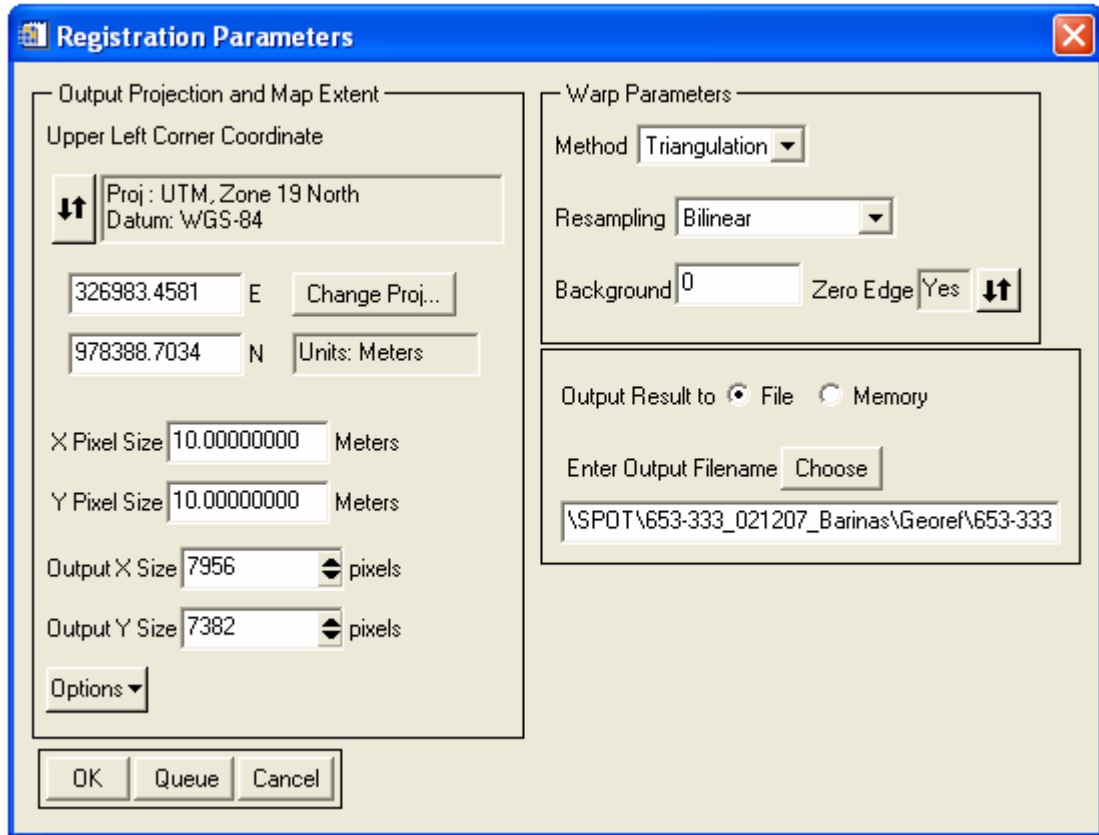 Registration Parameters
Output Projection and Map Extent
Upper Left Corner Coordinate
Proj : UTM, Zone 19 North
Datum: WGS-84
326983.4581 E Change Proj...
978388.7034 N Units: Meters
X Pixel Size 10.00000000 Meters
Y Pixel Size 10.00000000 Meters
Output X Size 7956 pixels
Output Y Size 7382 pixels
Options
OK Queue Cancel
Warp Parameters
Method Triangulation
Resampling Bilinear
Background 0 Zero Edge Yes
Output Result to File Memory
Enter Output Filename Choose
\SPOT\653-333_021207_Barinas\Georef\653-333